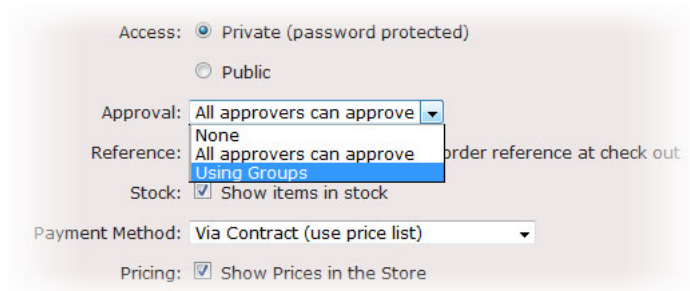 Access: Private (password protected)
Public
Approval: All approvers can approve
None
All approvers can approve
Reference: order reference at check out
Using Groups
Stock: Show items in stock
Payment Method: Via Contract (use price list)
Pricing: Show Prices in the Store